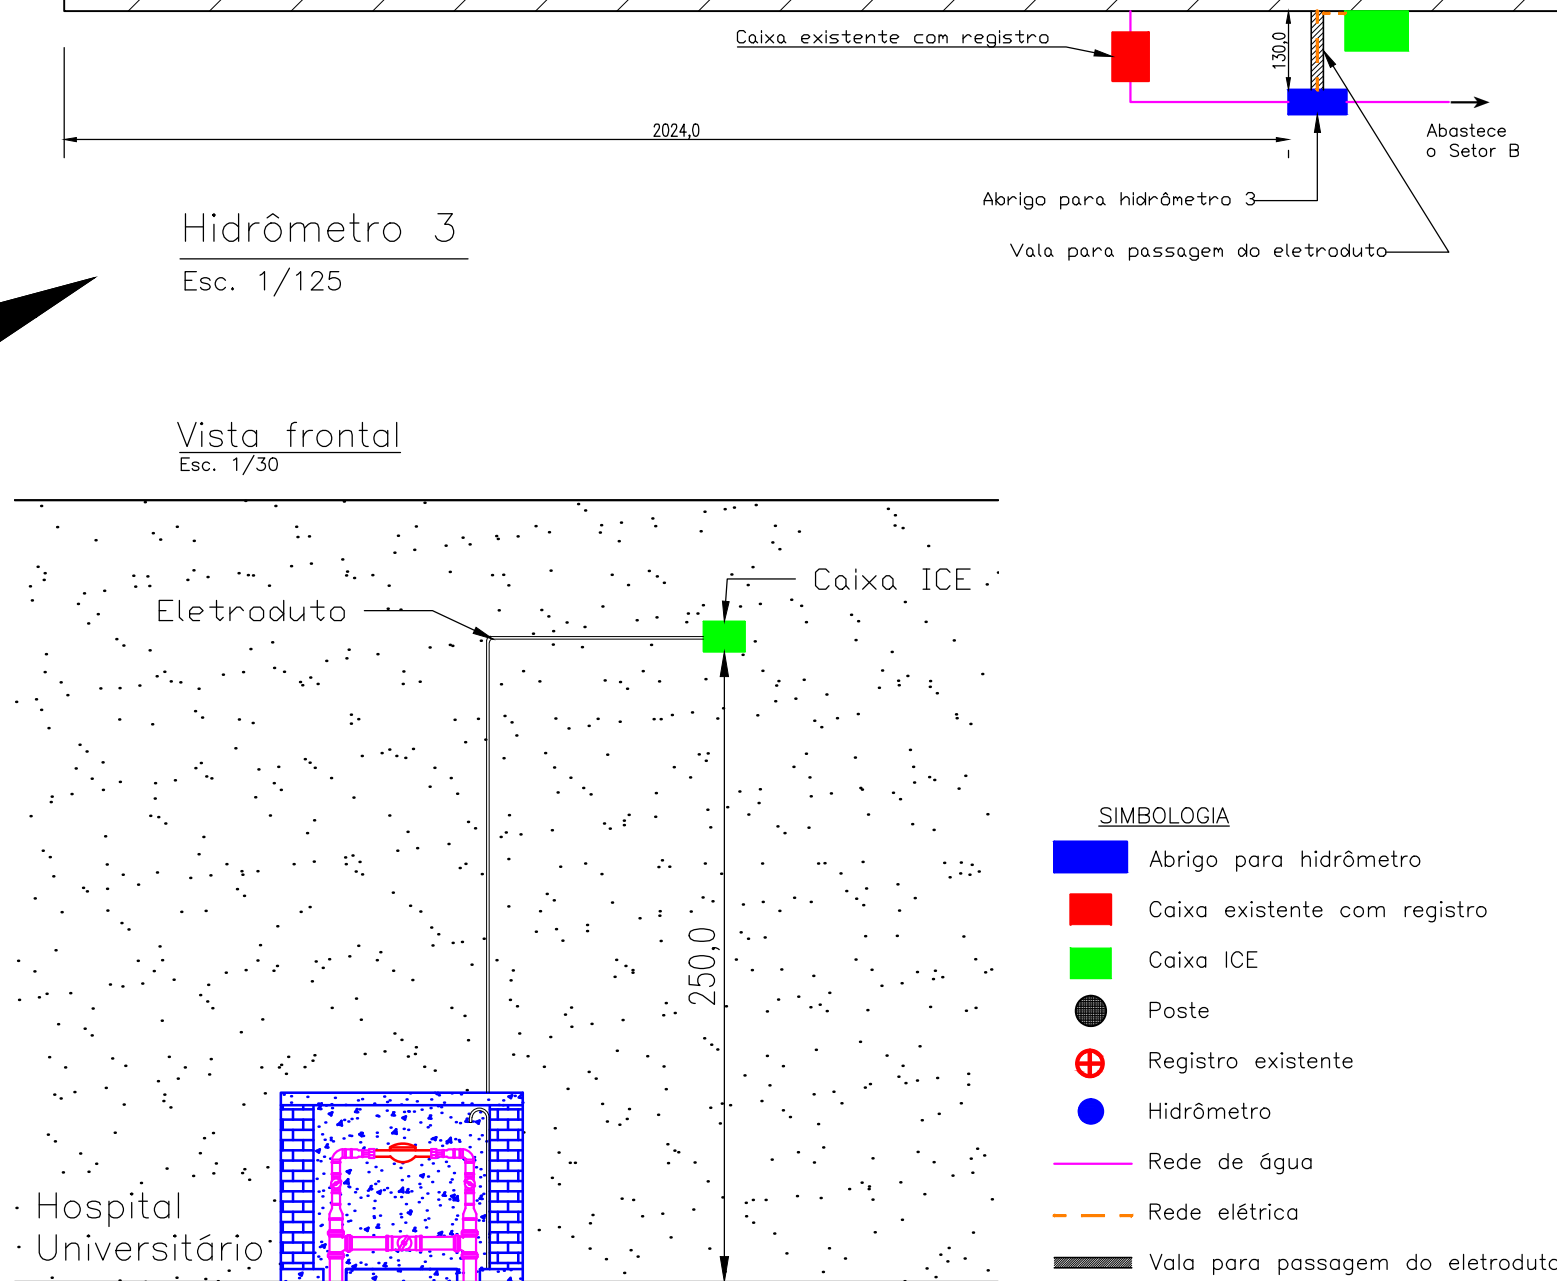 Caixa existente com registro
130,0
2024,0
Abastece
o Setor B
Abrigo para hidrômetro 3
Vala para passagem do eletroduto
Hidrômetro 3
Esc. 1/125
Vista frontal
Esc. 1/30
Caixa ICE
Eletroduto
250,0
Hospital
Universitário
SIMBOLOGIA
Abrigo para hidrômetro
Caixa existente com registro
Caixa ICE
Poste
Registro existente
Hidrômetro
Rede de água
Rede elétrica
Vala para passagem do eletroduto